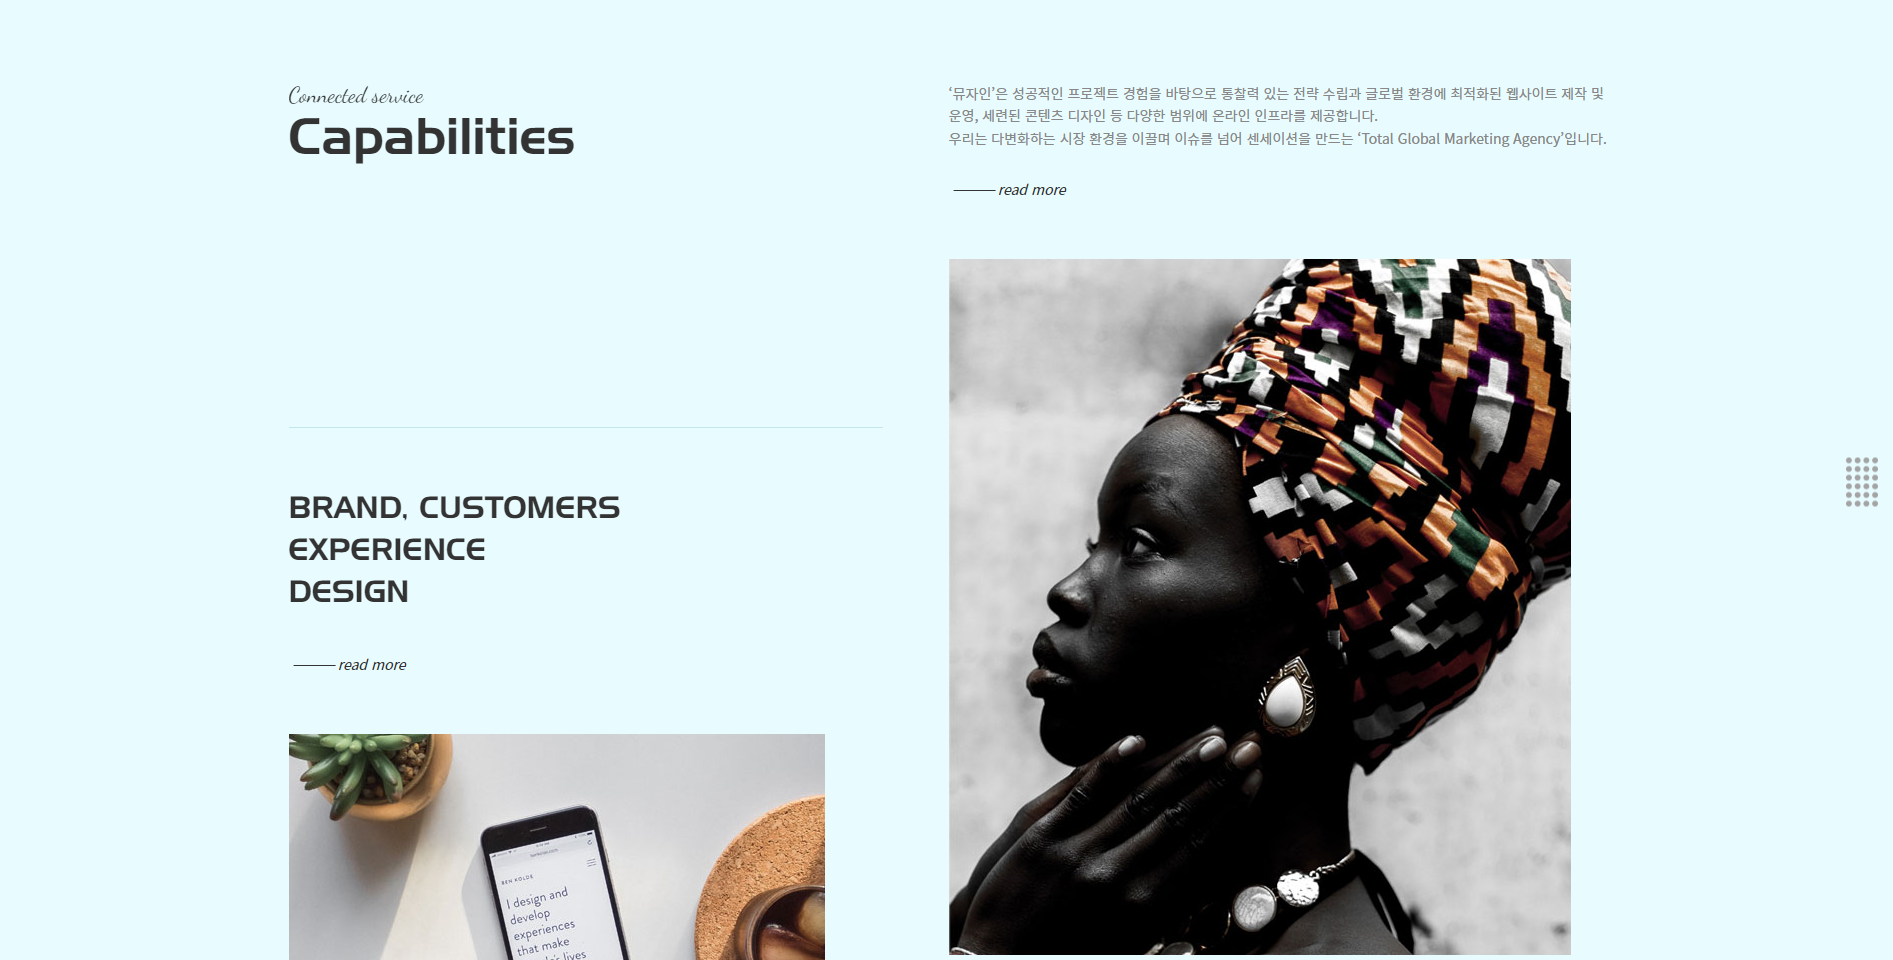 Connected service
Capabilities
‘뮤자인’은 성공적인 프로젝트 경험을 바탕으로 통찰력 있는 전략 수립과 글로벌 환경에 최적화된 웹사이트 제작 및
운영, 세련된 콘텐츠 디자인 등 다양한 범위에 온라인 인프라를 제공합니다.
우리는 다변화하는 시장 환경을 이끌며 이슈를 넘어 센세이션을 만드는 ‘Total Global Marketing Agency’입니다.
read more
BRAND, CUSTOMERS
EXPERIENCE
DESIGN
read more
BEN KOLDE
I design and
develop
experiences
that make
lives